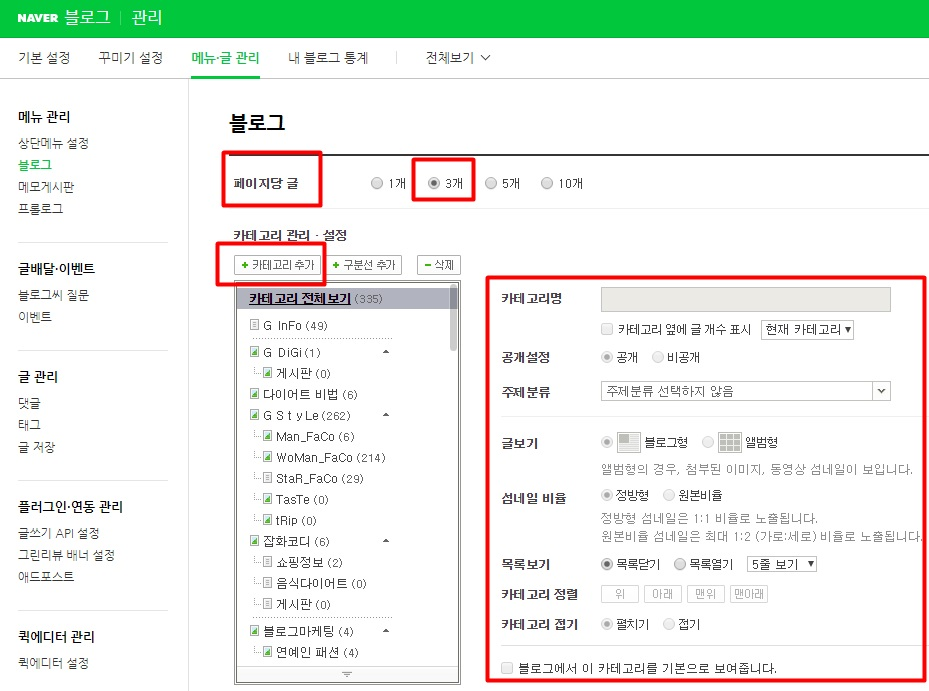 NAVER 블로그 관리
기본 설정 꾸미기 설정 메뉴·글 관리 내 블로그 통계 전체보기
메뉴 관리
상단메뉴 설정
블로그
메모게시판
프롤로그
글배달·이벤트
블로그씨 질문
이벤트
글 관리
댓글
태그
글 저장
플러그인·연동 관리
글쓰기 API 설정
그린리뷰 배너 설정
애드포스트
퀵에디터 관리
퀵에디터 설정
블로그
페이지당 글 1개 3개 5개 10개
카테고리 관리 · 설정
+ 카테고리 추가 + 구분선 추가 − 삭제
카테고리 전체보기 (335)
G InFo (49)
G DiGi (1)
게시판 (0)
다이어트 비법 (6)
G S t y Le (262)
Man_FaCo (6)
WoMan_FaCo (214)
StaR_FaCo (29)
TasTe (0)
tRip (0)
잡화코디 (6)
쇼핑정보 (2)
음식다이어트 (0)
게시판 (0)
블로그마케팅 (4)
연예인 패션 (4)
카테고리명
카테고리 옆에 글 개수 표시 현재 카테고리
공개설정 공개 비공개
주제분류 주제분류 선택하지 않음
글보기 블로그형 앨범형
앨범형의 경우, 첨부된 이미지, 동영상 섬네일이 보입니다.
섬네일 비율 정방형 원본비율
정방형 섬네일은 1:1 비율로 노출됩니다.
원본비율 섬네일은 최대 1:2 (가로:세로) 비율로 노출됩니다.
목록보기 목록닫기 목록열기 5줄 보기
카테고리 정렬 위 아래 맨위 맨아래
카테고리 접기 펼치기 접기
블로그에서 이 카테고리를 기본으로 보여줍니다.